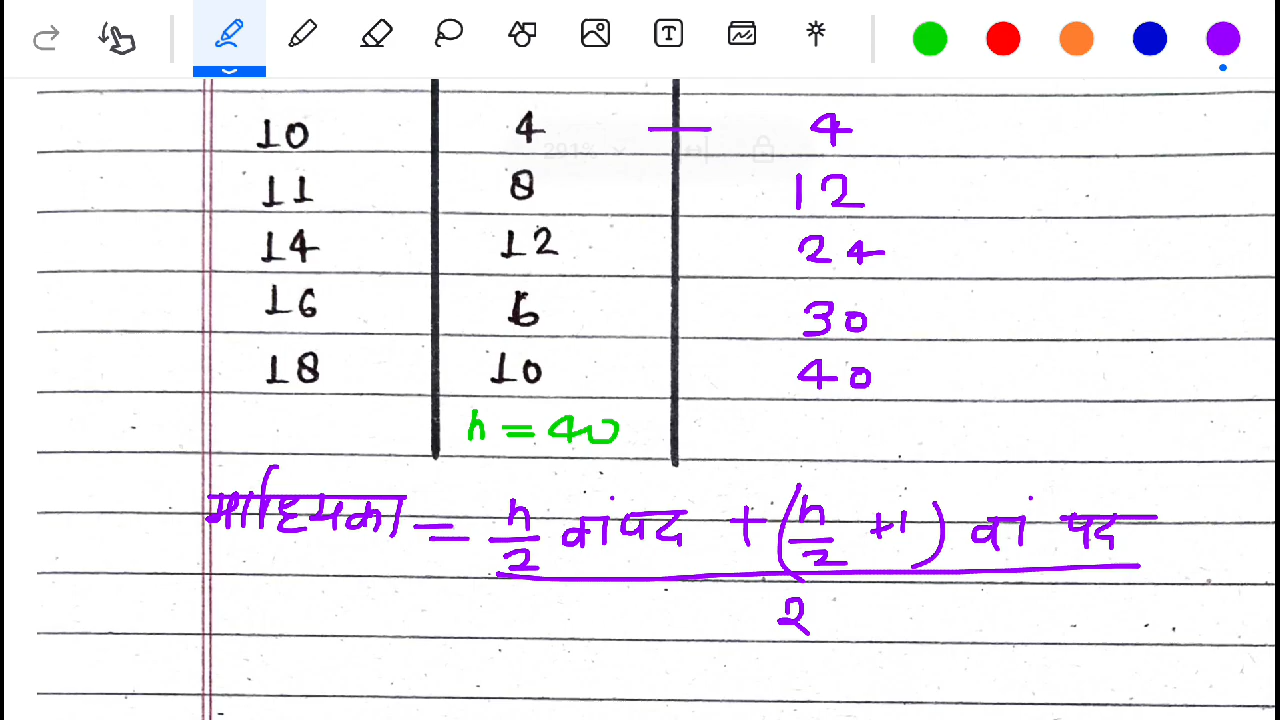 10 4 4
11 8 12
14 12 24
16 6 30
18 10 40
n = 40
माध्यिका = n/2 वां पद + (n/2 +1) वां पद
2